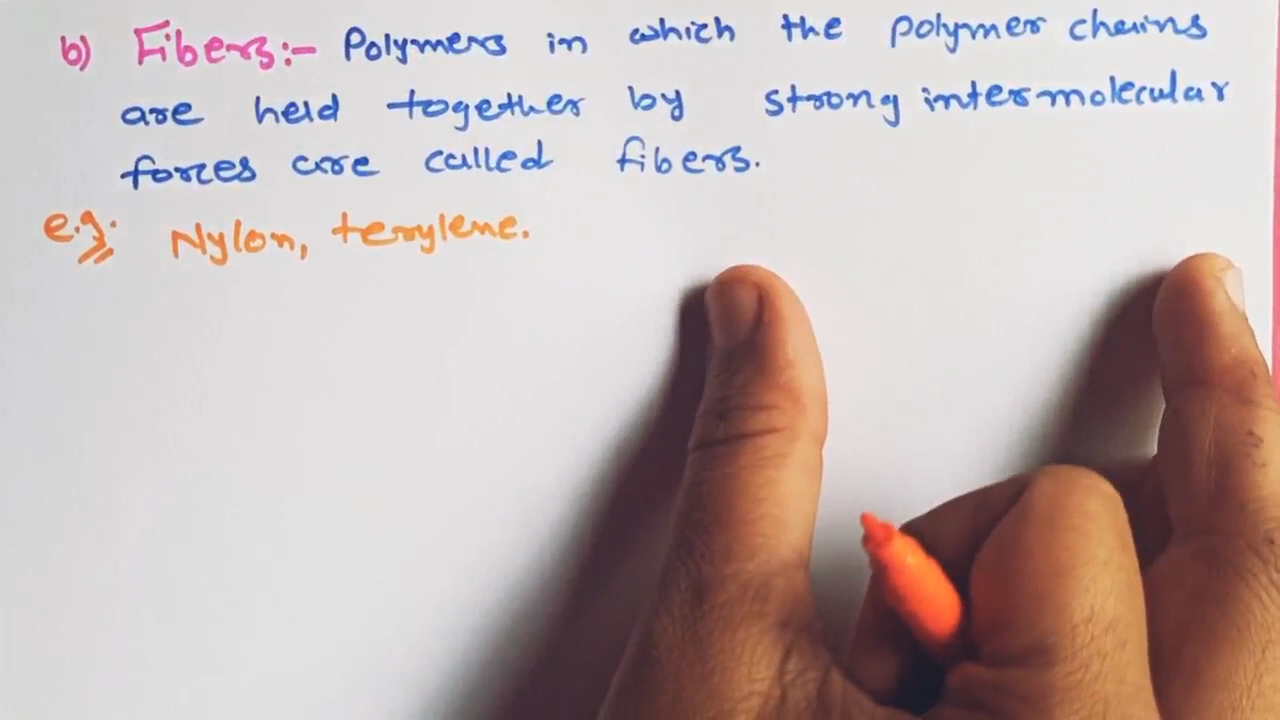 b) Fibers:- Polymers in which the polymer chains
are held together by strong intermolecular
forces are called fibers.
e.g: Nylon, terylene.